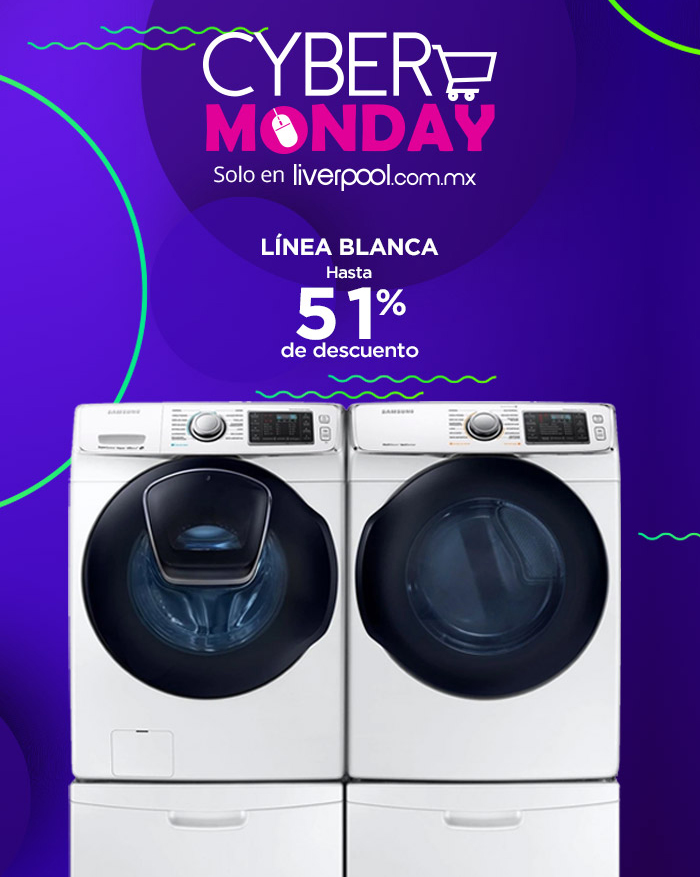 CYBER
MONDAY
Solo en liverpool.com.mx
LÍNEA BLANCA
Hasta
51%
de descuento
SAMSUNG
SAMSUNG